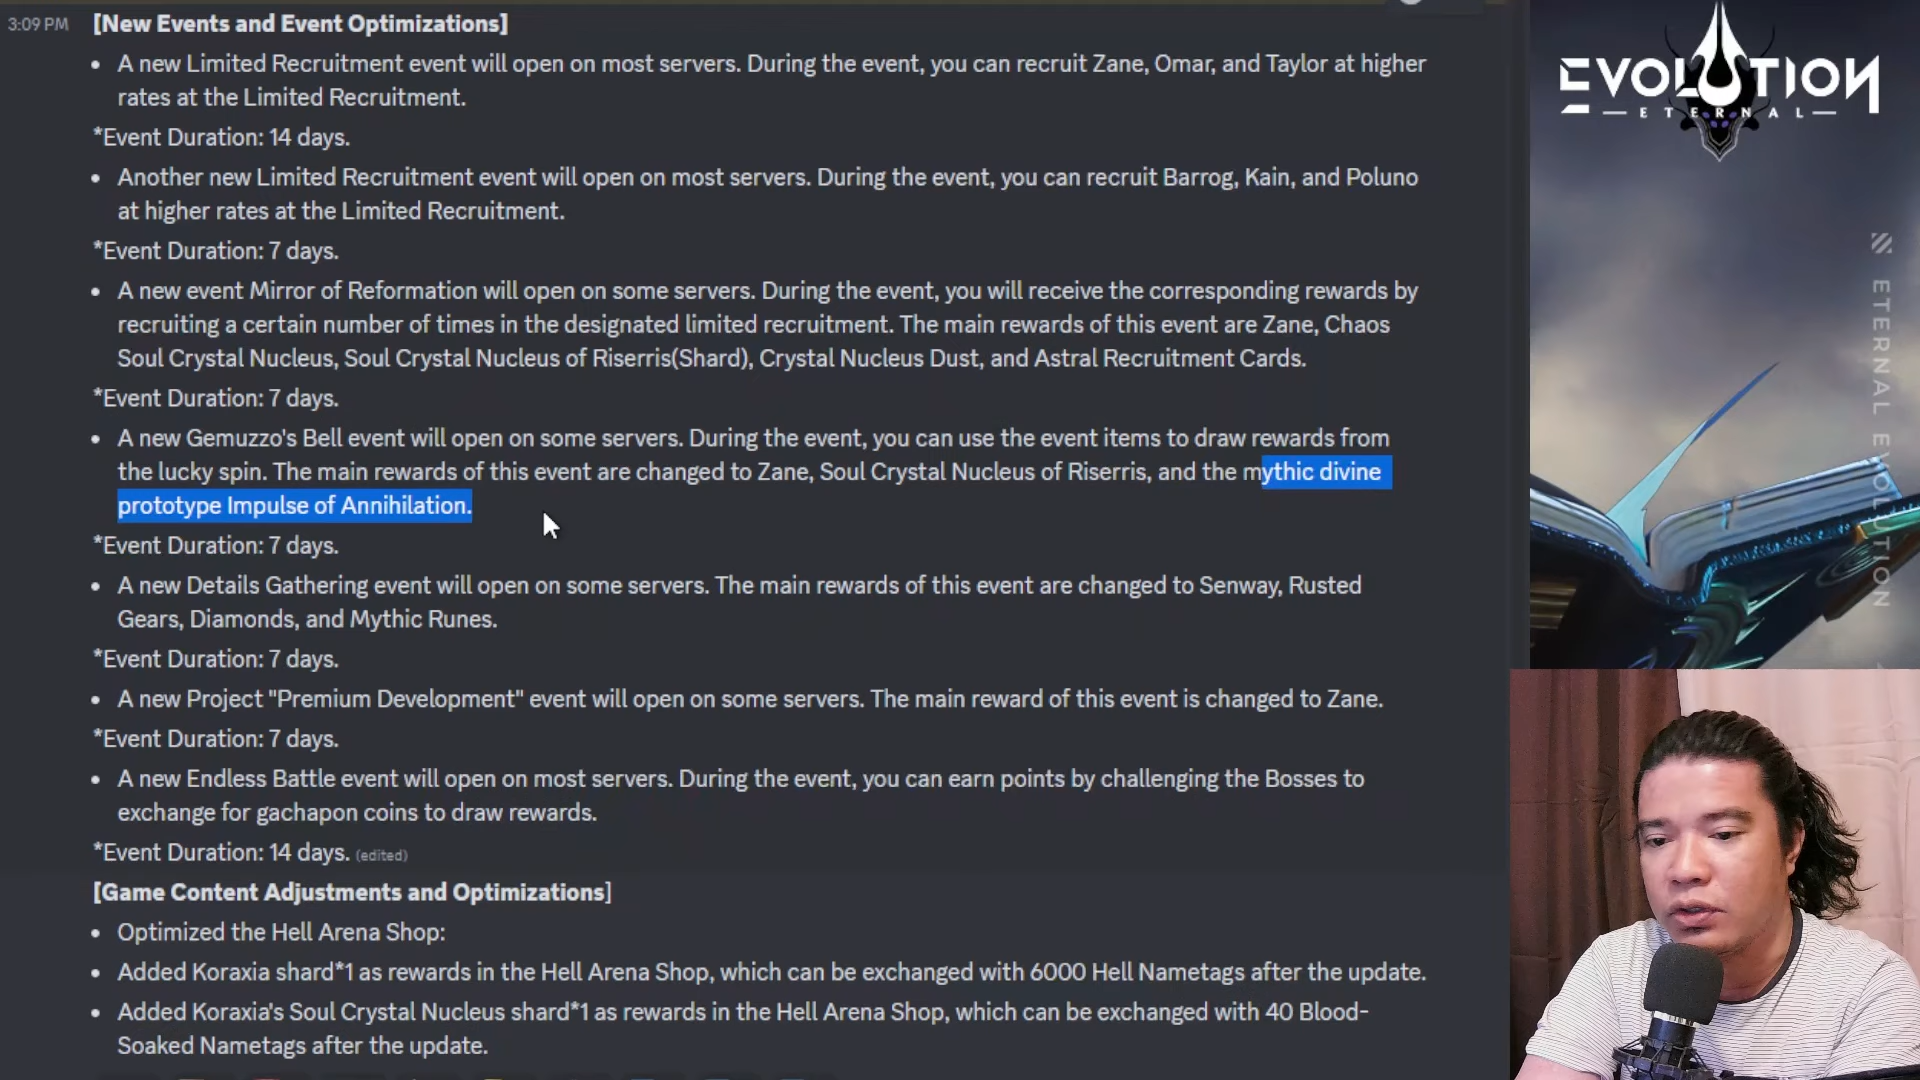 3:09 PM [New Events and Event Optimizations]
• A new Limited Recruitment event will open on most servers. During the event, you can recruit Zane, Omar, and Taylor at higher
rates at the Limited Recruitment.
*Event Duration: 14 days.
• Another new Limited Recruitment event will open on most servers. During the event, you can recruit Barrog, Kain, and Poluno
at higher rates at the Limited Recruitment.
*Event Duration: 7 days.
• A new event Mirror of Reformation will open on some servers. During the event, you will receive the corresponding rewards by
recruiting a certain number of times in the designated limited recruitment. The main rewards of this event are Zane, Chaos
Soul Crystal Nucleus, Soul Crystal Nucleus of Riserris(Shard), Crystal Nucleus Dust, and Astral Recruitment Cards.
*Event Duration: 7 days.
• A new Gemuzzo's Bell event will open on some servers. During the event, you can use the event items to draw rewards from
the lucky spin. The main rewards of this event are changed to Zane, Soul Crystal Nucleus of Riserris, and the mythic divine
prototype Impulse of Annihilation.
*Event Duration: 7 days.
• A new Details Gathering event will open on some servers. The main rewards of this event are changed to Senway, Rusted
Gears, Diamonds, and Mythic Runes.
*Event Duration: 7 days.
• A new Project "Premium Development" event will open on some servers. The main reward of this event is changed to Zane.
*Event Duration: 7 days.
• A new Endless Battle event will open on most servers. During the event, you can earn points by challenging the Bosses to
exchange for gachapon coins to draw rewards.
*Event Duration: 14 days. (edited)
[Game Content Adjustments and Optimizations]
• Optimized the Hell Arena Shop:
• Added Koraxia shard*1 as rewards in the Hell Arena Shop, which can be exchanged with 6000 Hell Nametags after the update.
• Added Koraxia's Soul Crystal Nucleus shard*1 as rewards in the Hell Arena Shop, which can be exchanged with 40 Blood-
Soaked Nametags after the update.
EVOLUTION
ETERNAL
ETERNAL EVOLUTION